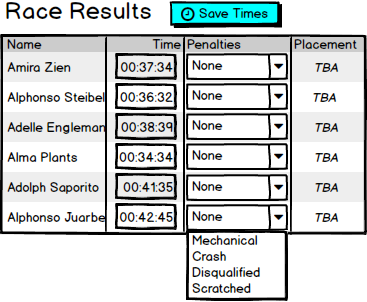 Race Results Save Times
Name Time Penalties Placement
Amira Zien 00:37:34 None TBA
Alphonso Steibel 00:36:32 None TBA
Adelle Engleman 00:38:39 None TBA
Alma Plants 00:34:34 None TBA
Adolph Saporito 00:41:35 None TBA
Alphonso Juarbe 00:42:45 None TBA
Mechanical
Crash
Disqualified
Scratched